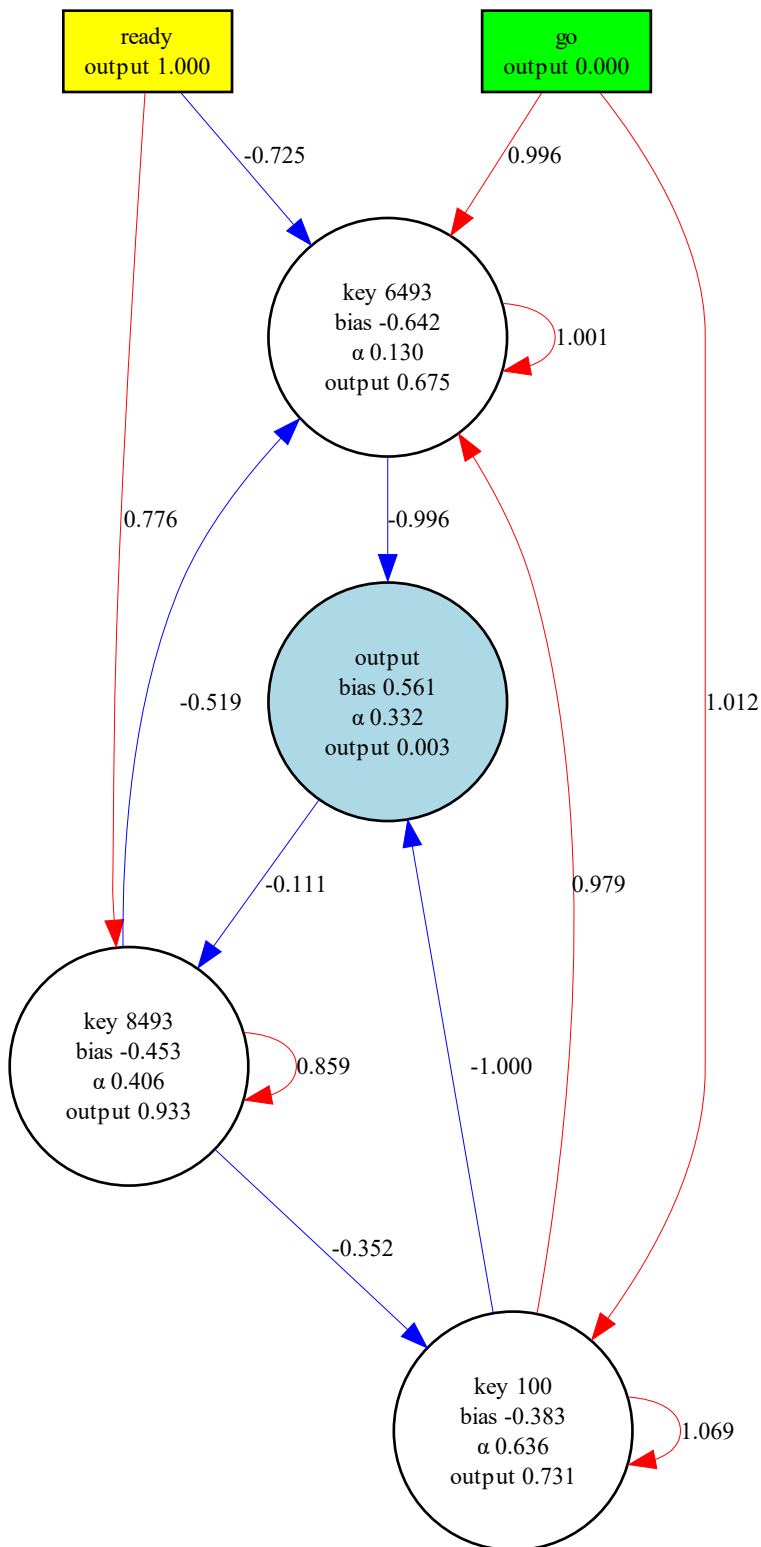 ready
output 1.000
go
output 0.000
-0.725
0.996
key 6493
bias -0.642
α 0.130
output 0.675
1.001
0.776
-0.996
output
bias 0.561
α 0.332
output 0.003
-0.519
1.012
-0.111
0.979
key 8493
bias -0.453
α 0.406
output 0.933
0.859
-1.000
-0.352
key 100
bias -0.383
α 0.636
output 0.731
1.069